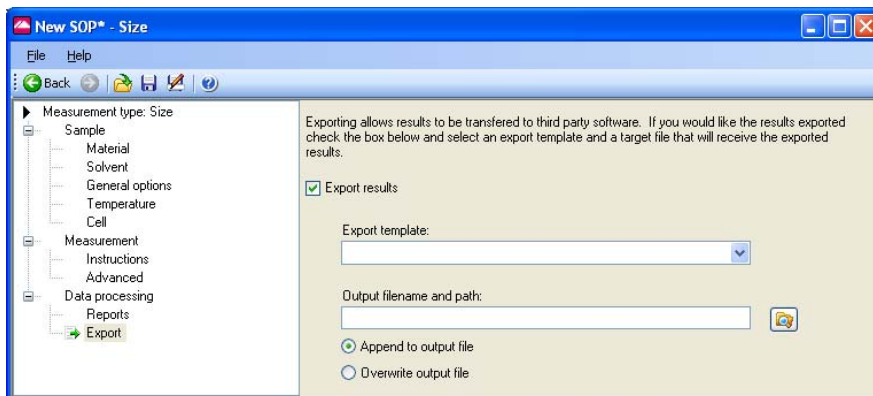 New SOP* - Size
File Help
Back
Measurement type: Size
Sample
Material
Solvent
General options
Temperature
Cell
Measurement
Instructions
Advanced
Data processing
Reports
Export
Exporting allows results to be transfered to third party software. If you would like the results exported
check the box below and select an export template and a target file that will receive the exported
results.
Export results
Export template:
Output filename and path:
Append to output file
Overwrite output file